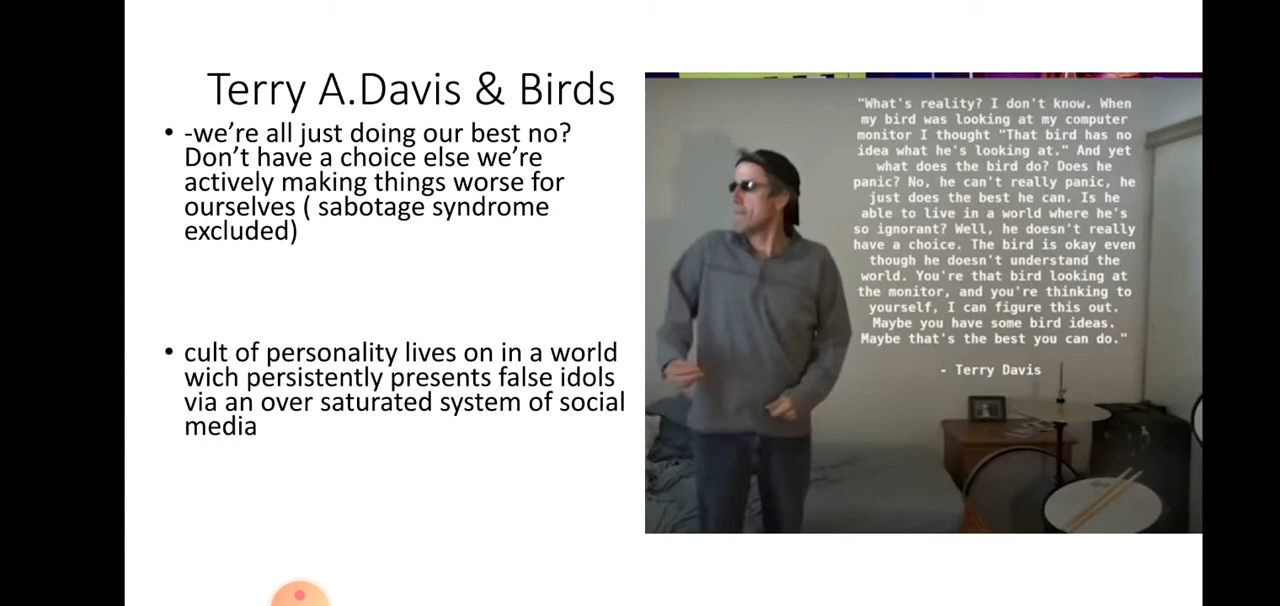 Terry A.Davis & Birds
• -we’re all just doing our best no?
Don’t have a choice else we’re
actively making things worse for
ourselves ( sabotage syndrome
excluded)
• cult of personality lives on in a world
wich persistently presents false idols
via an over saturated system of social
media
"What's reality? I don't know. When
my bird was looking at my computer
monitor I thought "That bird has no
idea what he's looking at." And yet
what does the bird do? Does he
panic? No, he can't really panic, he
just does the best he can. Is he
able to live in a world where he's
so ignorant? Well, he doesn't really
have a choice. The bird is okay even
though he doesn't understand the
world. You're that bird looking at
the monitor, and you're thinking to
yourself, I can figure this out.
Maybe you have some bird ideas.
Maybe that's the best you can do."
- Terry Davis